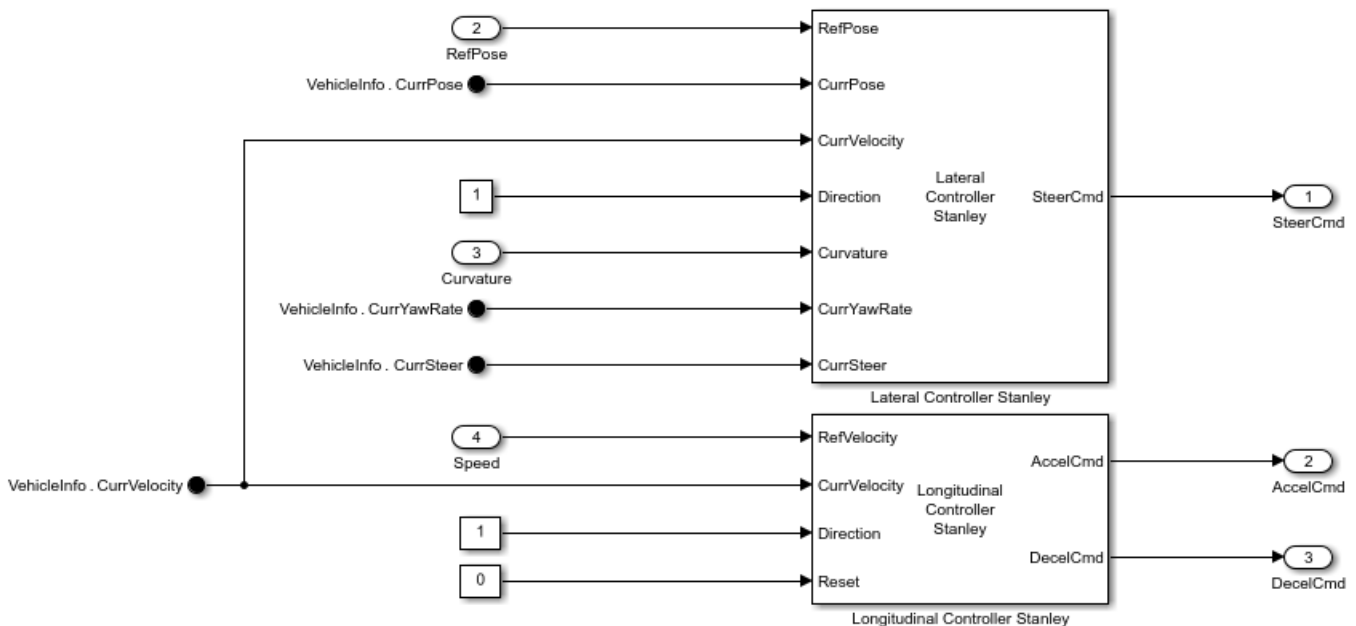 2
RefPose
RefPose
VehicleInfo . CurrPose
CurrPose
CurrVelocity
1
Direction
Lateral
Controller
Stanley
SteerCmd
1
SteerCmd
3
Curvature
Curvature
VehicleInfo . CurrYawRate
CurrYawRate
VehicleInfo . CurrSteer
CurrSteer
Lateral Controller Stanley
4
Speed
RefVelocity
AccelCmd
2
AccelCmd
VehicleInfo . CurrVelocity
CurrVelocity
Longitudinal
Controller
Stanley
1
Direction
DecelCmd
3
DecelCmd
0
Reset
Longitudinal Controller Stanley